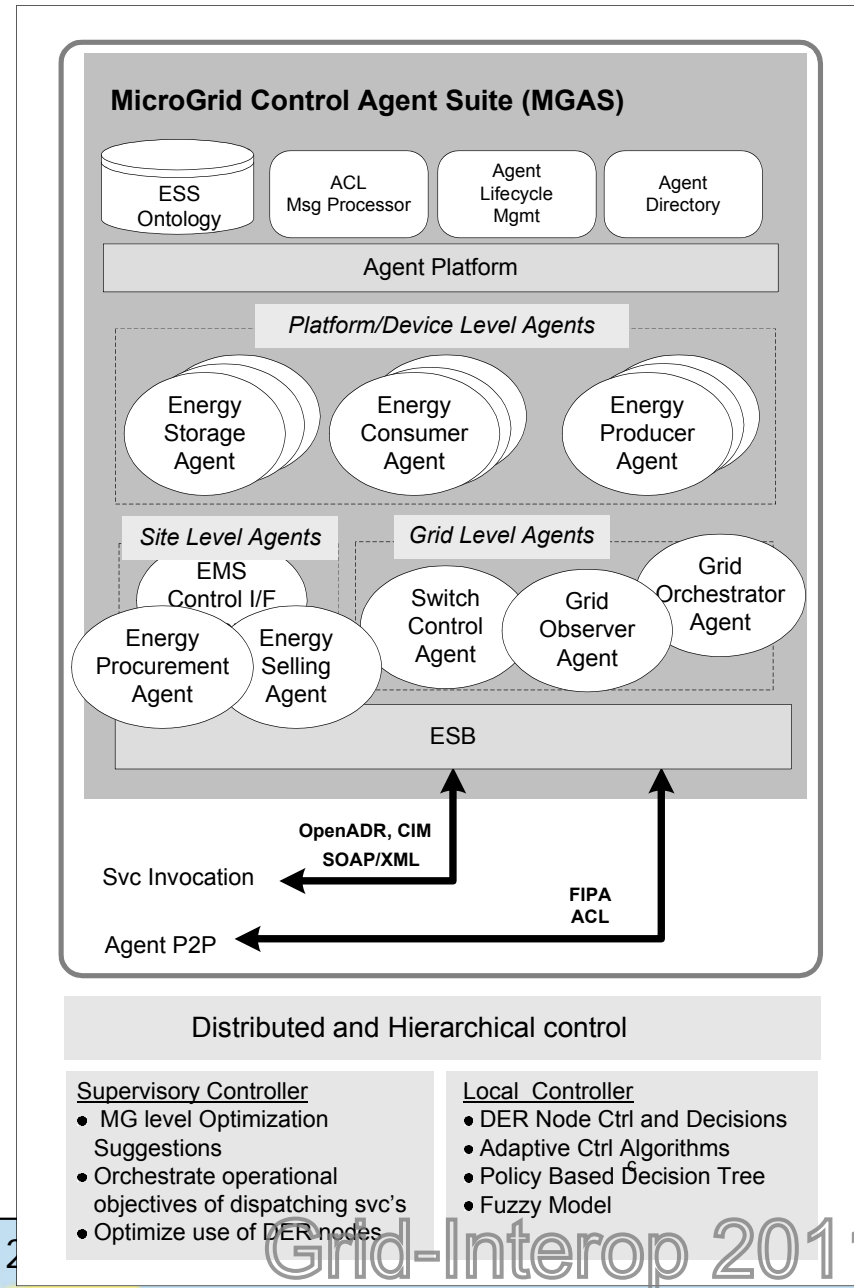 MicroGrid Control Agent Suite (MGAS)
ESS
Ontology
ACL
Msg Processor
Agent
Lifecycle
Mgmt
Agent
Directory
Agent Platform
Platform/Device Level Agents
Energy
Storage
Agent
Energy
Consumer
Agent
Energy
Producer
Agent
Site Level Agents
Grid Level Agents
EMS
Control I/F
Energy
Procurement
Agent
Energy
Selling
Agent
Switch
Control
Agent
Grid
Observer
Agent
Grid
Orchestrator
Agent
ESB
OpenADR, CIM
SOAP/XML
Svc Invocation
FIPA
ACL
Agent P2P
Distributed and Hierarchical control
Supervisory Controller
• MG level Optimization
Suggestions
• Orchestrate operational
objectives of dispatching svc's
• Optimize use of DER nodes
Local Controller
• DER Node Ctrl and Decisions
• Adaptive Ctrl Algorithms
• Policy Based Decision Tree
• Fuzzy Model
Grid-Interop 201